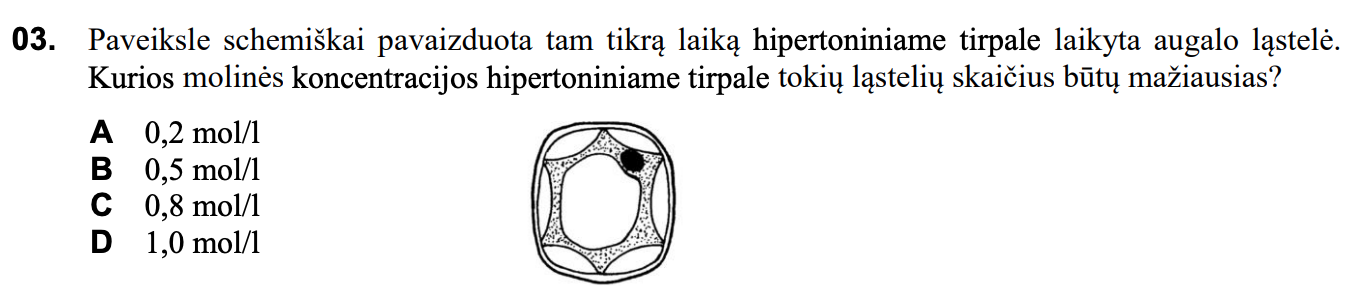 03. Paveiksle schemiškai pavaizduota tam tikrą laiką hipertoniniame tirpale laikyta augalo ląstelė.
Kurios molinės koncentracijos hipertoniniame tirpale tokių ląstelių skaičius būtų mažiausias?
A 0,2 mol/l
B 0,5 mol/l
C 0,8 mol/l
D 1,0 mol/l